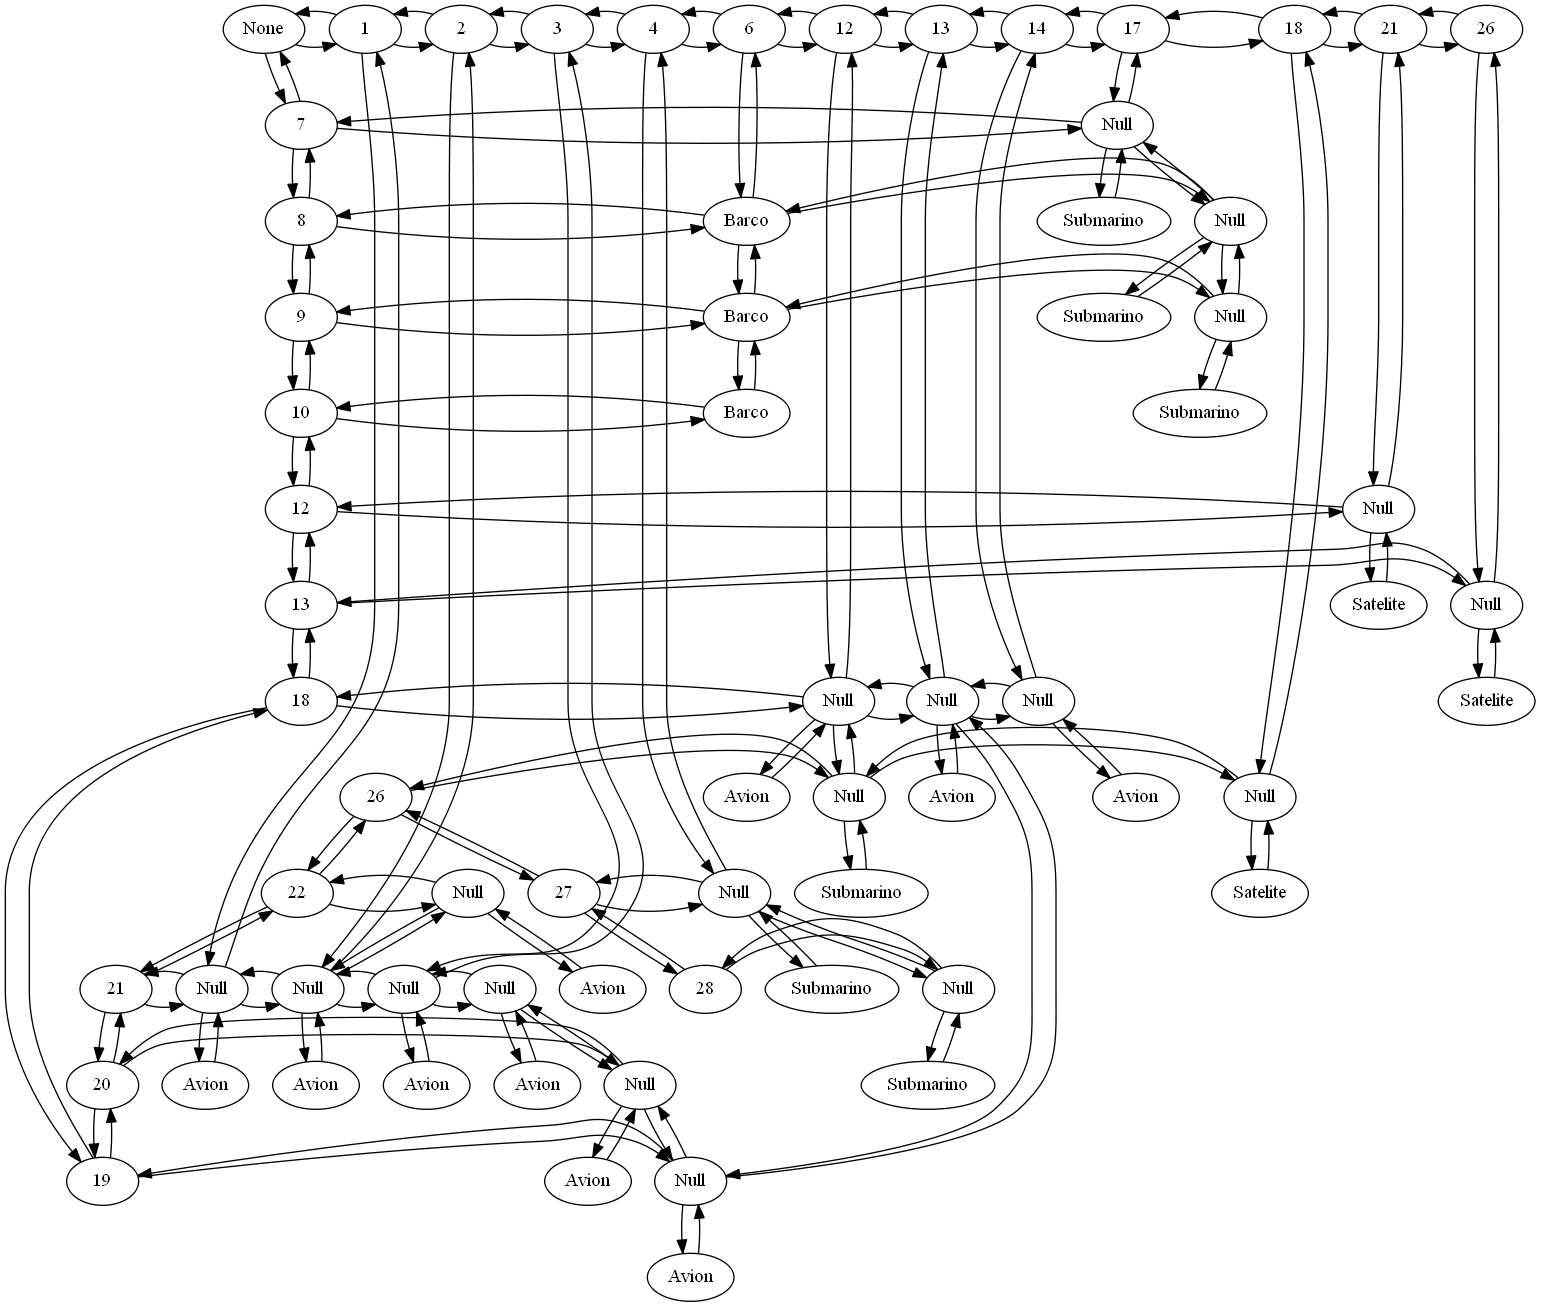 None 1 2 3 4 6 12 13 14 17 18 21 26
7 Null
8 Barco Submarino Null
9 Barco Submarino Null
10 Barco Submarino
12 Null
13 Satelite Null
18 Null Null Null Satelite
26 Avion Null Avion Avion Null
22 Null 27 Null Submarino Satelite
21 Null Null Null Null Avion 28 Submarino Null
20 Avion Avion Avion Avion Null Submarino
19 Avion Null
Avion